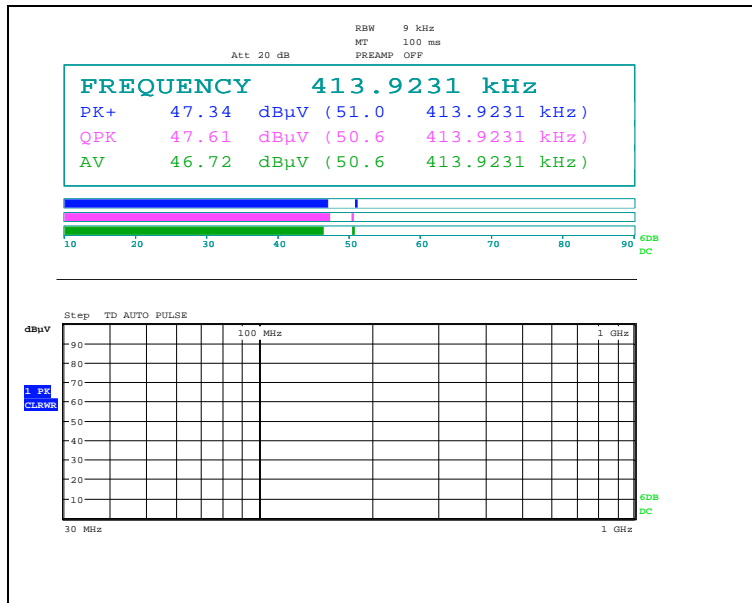 RBW 9 kHz
MT 100 ms
Att 20 dB PREAMP OFF
FREQUENCY 413.9231 kHz
PK+ 47.34 dBµV (51.0 413.9231 kHz)
QPK 47.61 dBµV (50.6 413.9231 kHz)
AV 46.72 dBµV (50.6 413.9231 kHz)
10 20 30 40 50 60 70 80 90
6DB
DC
Step TD AUTO PULSE
dBµV
100 MHz 1 GHz
90
80
70
1 PK
CLRWR
60
50
40
30
20
10
6DB
DC
30 MHz 1 GHz